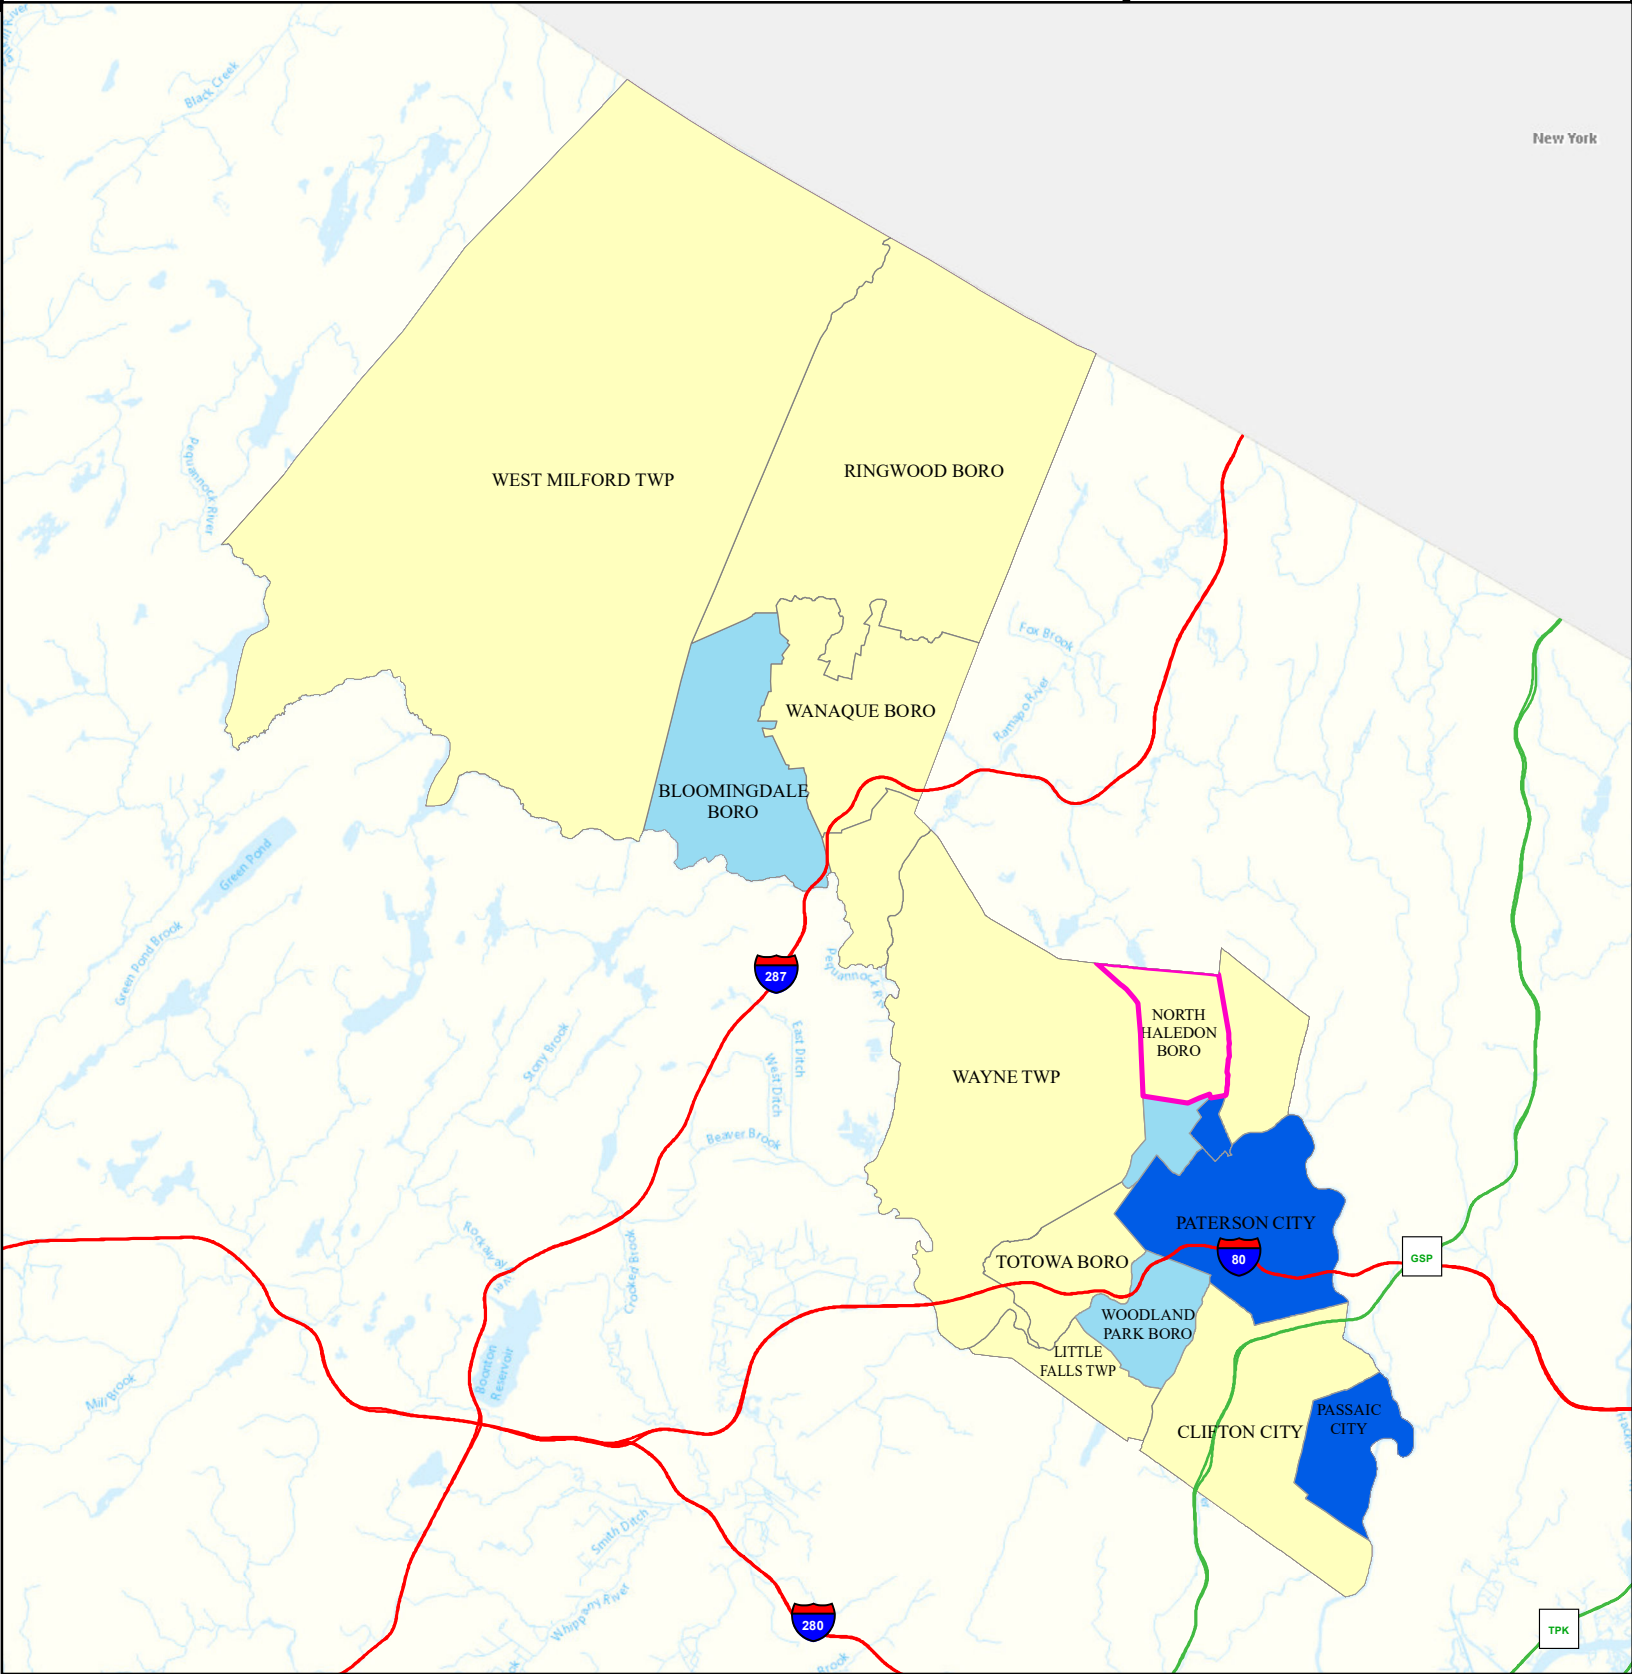 New York
Black Creek
Pequannock River
WEST MILFORD TWP
RINGWOOD BORO
Fox Brook
Ramapo River
WANAQUE BORO
BLOOMINGDALE
BORO
Green Pond
Green Pond Brook
287
Pequannock R
NORTH
HALEDON
BORO
Stony Brook
East Ditch
West Ditch
WAYNE TWP
Beaver Brook
PATERSON CITY
Crooked Brook
TOTOWA BORO
80
GSP
WOODLAND
PARK BORO
LITTLE
FALLS TWP
Boonton
Reservoir
Mill Brook
PASSAIC
CITY
CLIFTON CITY
Smith Ditch
Whippany River
280
TPK
Brook